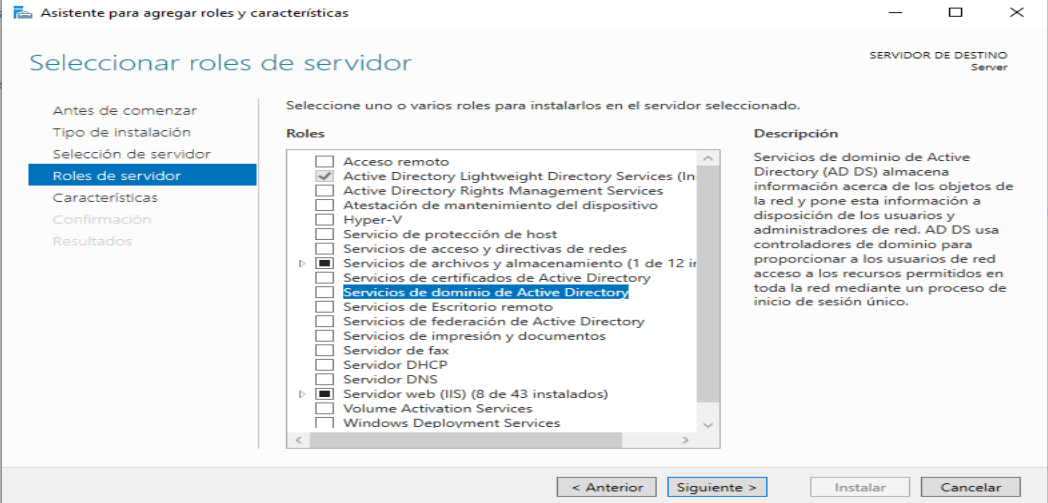 Asistente para agregar roles y características
Seleccionar roles de servidor
SERVIDOR DE DESTINO
Server
Antes de comenzar
Tipo de instalación
Selección de servidor
Roles de servidor
Características
Confirmación
Resultados
Seleccione uno o varios roles para instalarlos en el servidor seleccionado.
Roles
Acceso remoto
Active Directory Lightweight Directory Services (In
Active Directory Rights Management Services
Atestación de mantenimiento del dispositivo
Hyper-V
Servicio de protección de host
Servicios de acceso y directivas de redes
Servicios de archivos y almacenamiento (1 de 12 ir
Servicios de certificados de Active Directory
Servicios de dominio de Active Directory
Servicios de Escritorio remoto
Servicios de federación de Active Directory
Servicios de impresión y documentos
Servidor de fax
Servidor DHCP
Servidor DNS
Servidor web (IIS) (8 de 43 instalados)
Volume Activation Services
Windows Deployment Services
Descripción
Servicios de dominio de Active
Directory (AD DS) almacena
información acerca de los objetos de
la red y pone esta información a
disposición de los usuarios y
administradores de red. AD DS usa
controladores de dominio para
proporcionar a los usuarios de red
acceso a los recursos permitidos en
toda la red mediante un proceso de
inicio de sesión único.
< Anterior
Siguiente >
Instalar
Cancelar